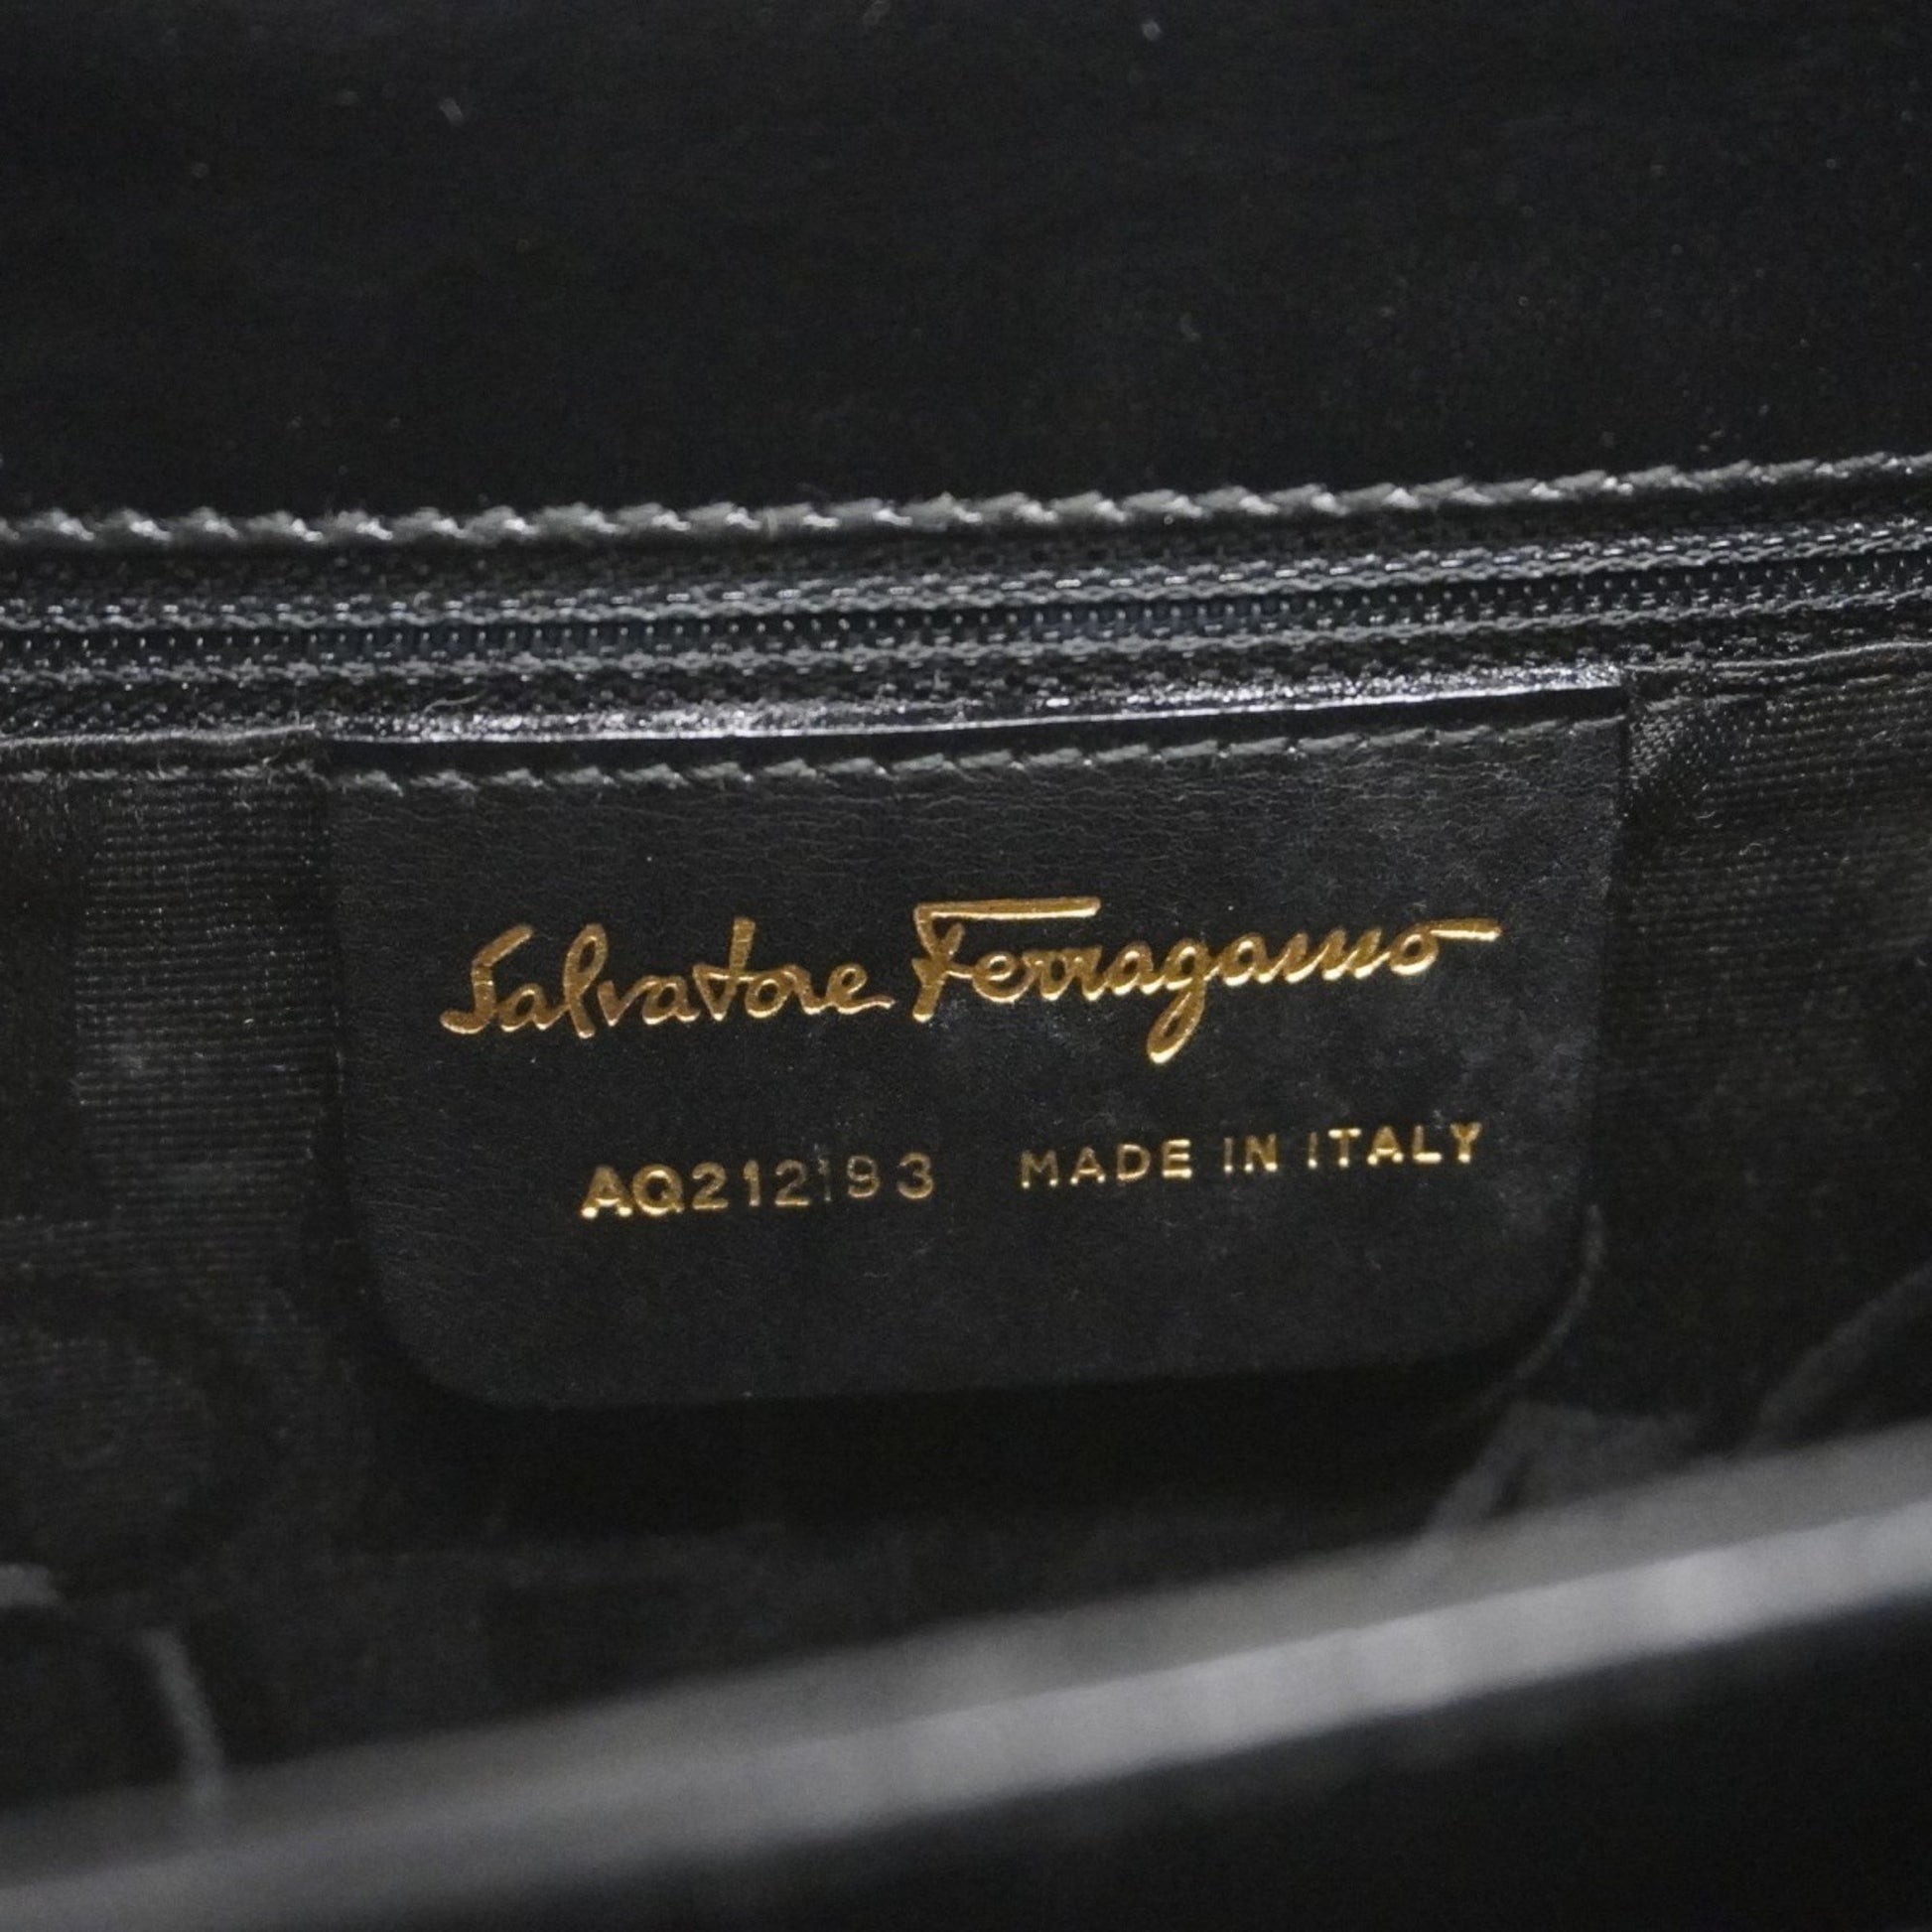 Salvatore Ferragamo
AQ212193 MADE IN ITALY